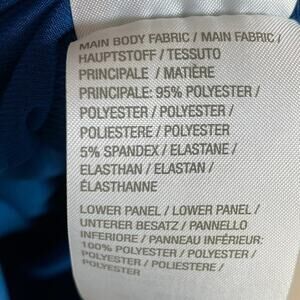 MAIN BODY FABRIC / MAIN FABRIC /
HAUPTSTOFF / TESSUTO
PRINCIPALE / MATIÈRE
PRINCIPALE: 95% POLYESTER /
POLYESTER / POLYESTER /
POLIESTERE / POLYESTER
5% SPANDEX / ELASTANE /
ELASTHAN / ELASTAN /
ÉLASTHANNE
LOWER PANEL / LOWER PANEL /
UNTERER BESATZ / PANNELLO
INFERIORE / PANNEAU INFÉRIEUR:
100% POLYESTER / POLYESTER /
POLYESTER / POLIESTERE /
POLYESTER